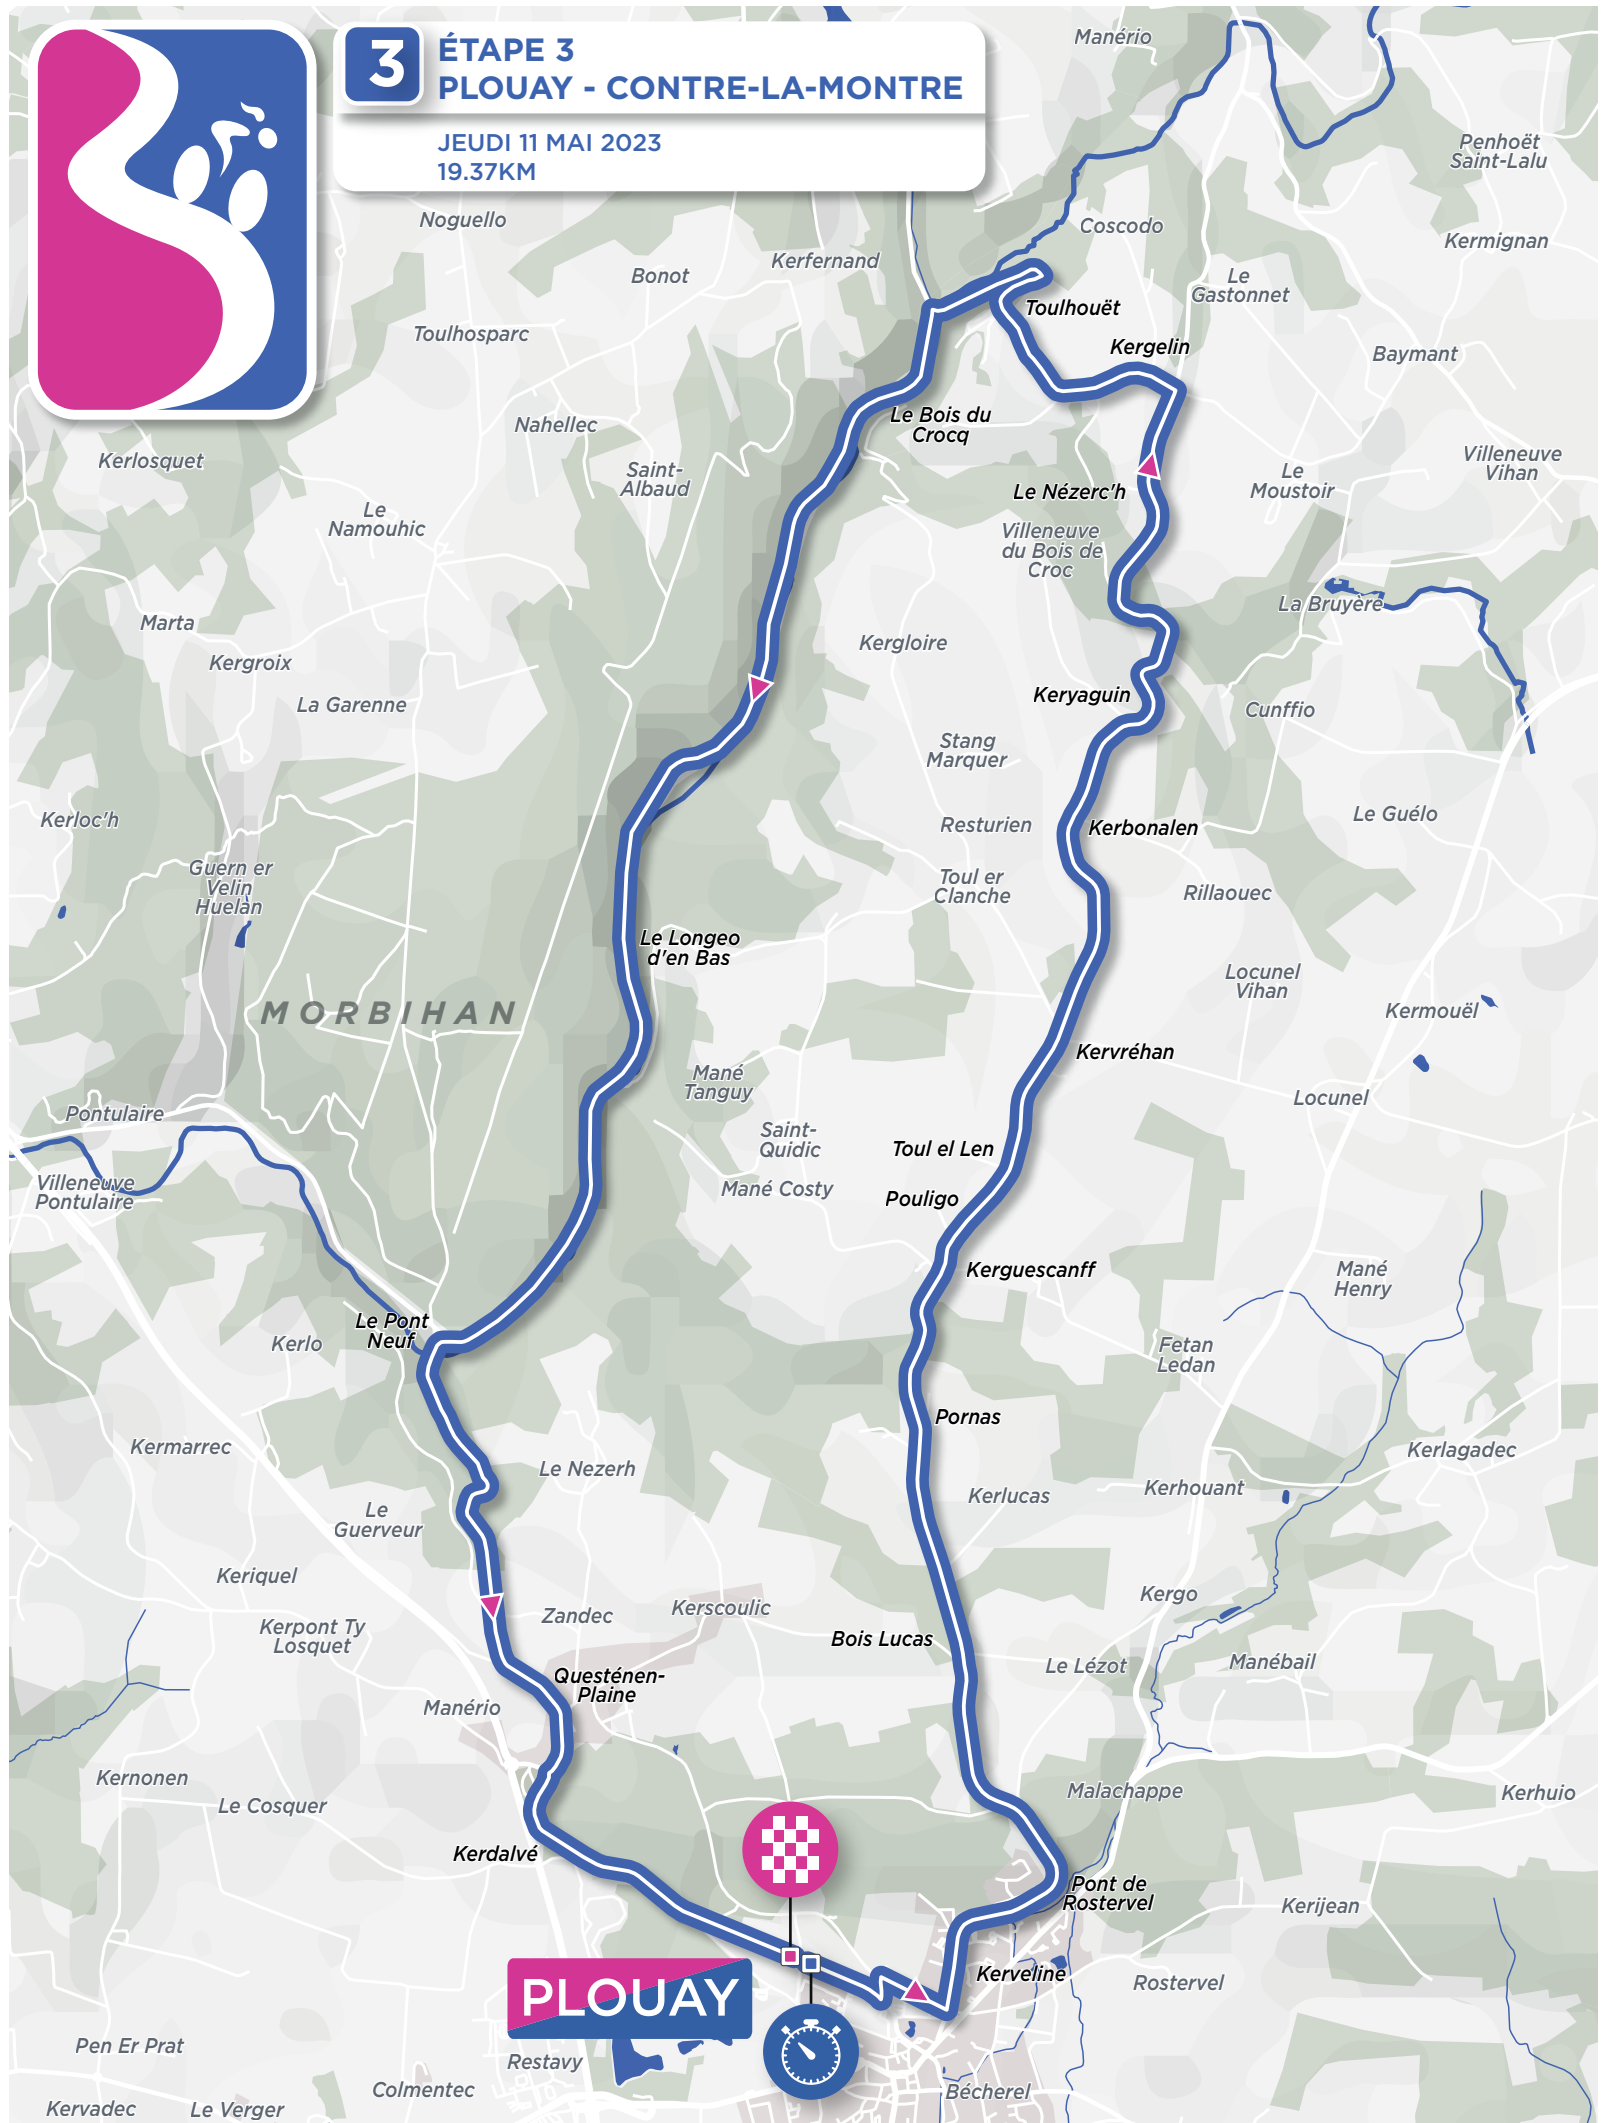 3
ÉTAPE 3
PLOUAY - CONTRE-LA-MONTRE
JEUDI 11 MAI 2023
19.37KM
Manério
Penhoët
Saint-Lalu
Noguello
Coscodo
Kermignan
Bonot
Kerfernand
Le
Gastonnet
Toulhouët
Toulhosparc
Kergelin
Baymant
Nahellec
Le Bois du
Crocq
Kerlosquet
Saint-
Albaud
Villeneuve
Vihan
Le
Moustoir
Le Nézerc'h
Le
Namouhic
Villeneuve
du Bois de
Croc
La Bruyère
Marta
Kergloire
Kergroix
Keryaguin
La Garenne
Cunffio
Stang
Marquer
Kerloc'h
Le Guélo
Resturien
Kerbonalen
Guern er
Velin
Huelan
Toul er
Clanche
Rillaouec
Le Longeo
d'en Bas
Locunel
Vihan
MORBIHAN
Kermouël
Kervréhan
Mané
Tanguy
Locunel
Pontulaire
Saint-
Quidic
Toul el Len
Villeneuve
Pontulaire
Mané Costy
Pouligo
Kerguescanff
Mané
Henry
Le Pont
Neuf
Kerlo
Fetan
Ledan
Pornas
Kermarrec
Kerlagadec
Le Nezerh
Kerlucas
Kerhouant
Le
Guerveur
Keriquel
Kergo
Zandec
Kerscoulic
Kerpont Ty
Losquet
Bois Lucas
Le Lézot
Manébail
Questénen-
Plaine
Manério
Kernonen
Malachappe
Kerhuio
Le Cosquer
Kerdalvé
Pont de
Rostervel
Kerijean
Kerveline
Rostervel
PLOUAY
Pen Er Prat
Restavy
Colmentec
Bécherel
Kervadec
Le Verger